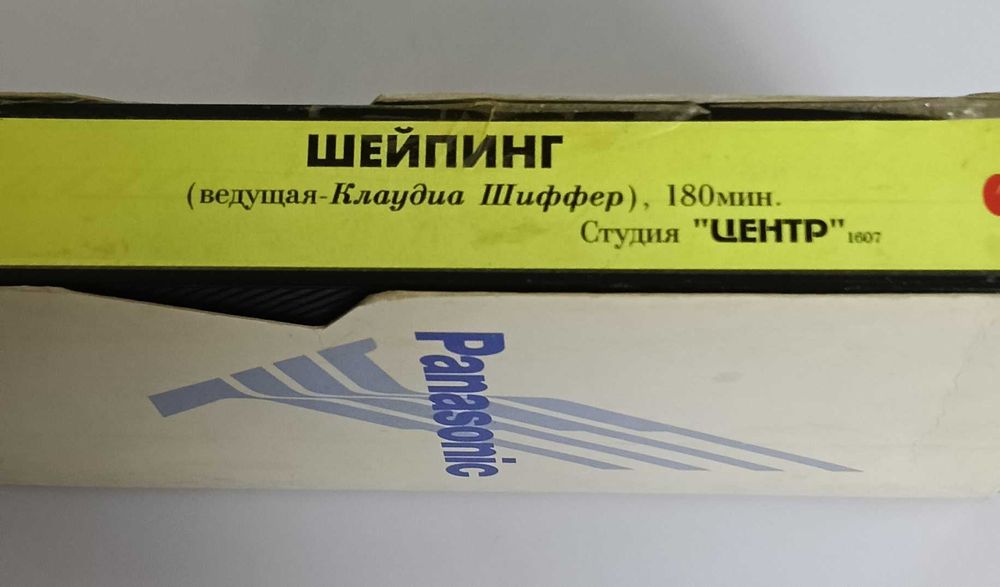 ШЕЙПИНГ
(ведущая-Клаудиа Шиффер), 180мин.
Студия "ЦЕНТР" 1607
Panasonic